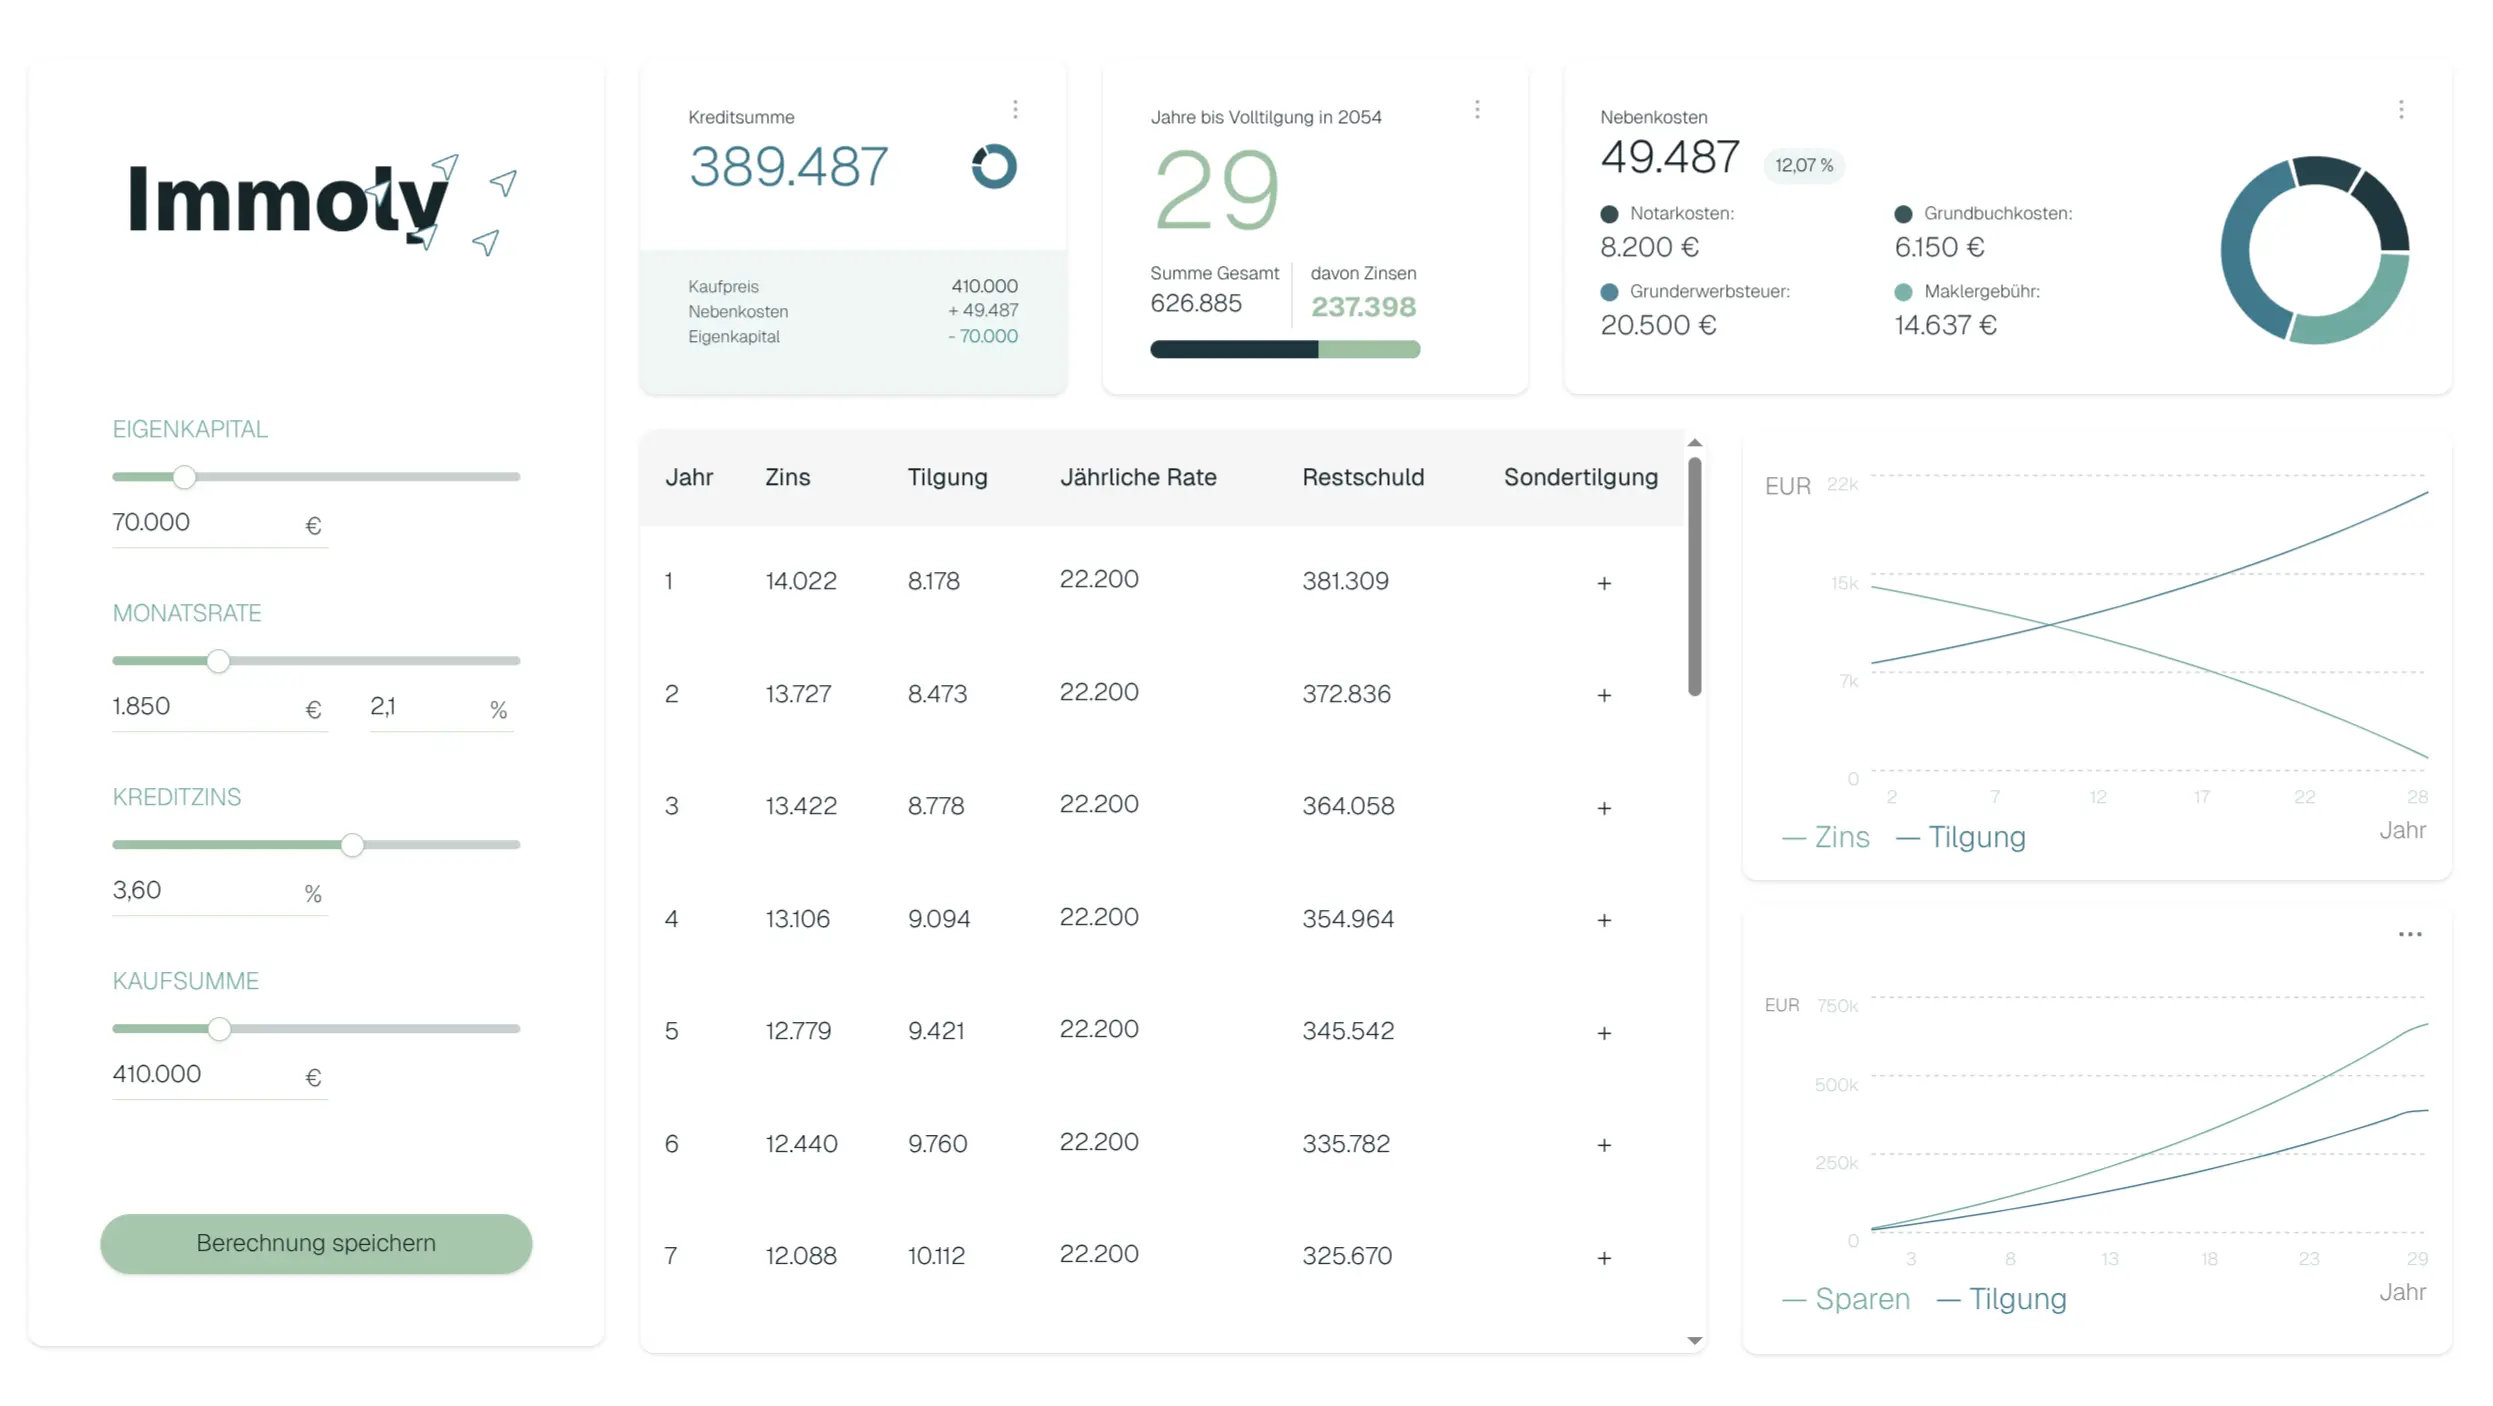 Immoly
EIGENKAPITAL
70.000 €
MONATSRATE
1.850 € 2,1 %
KREDITZINS
3,60 %
KAUFSUMME
410.000 €
Berechnung speichern
Kreditsumme
389.487
Kaufpreis 410.000
Nebenkosten + 49.487
Eigenkapital - 70.000
Jahre bis Volltilgung in 2054
29
Summe Gesamt davon Zinsen
626.885 237.398
Nebenkosten
49.487 12,07 %
Notarkosten: Grundbuchkosten:
8.200 € 6.150 €
Grunderwerbsteuer: Maklergebühr:
20.500 € 14.637 €
Jahr Zins Tilgung Jährliche Rate Restschuld Sondertilgung
1 14.022 8.178 22.200 381.309 +
2 13.727 8.473 22.200 372.836 +
3 13.422 8.778 22.200 364.058 +
4 13.106 9.094 22.200 354.964 +
5 12.779 9.421 22.200 345.542 +
6 12.440 9.760 22.200 335.782 +
7 12.088 10.112 22.200 325.670 +
EUR 22k
15k
7k
0
2 7 12 17 22 28
Zins Tilgung Jahr
EUR 750k
500k
250k
0
3 8 13 18 23 29
Sparen Tilgung Jahr